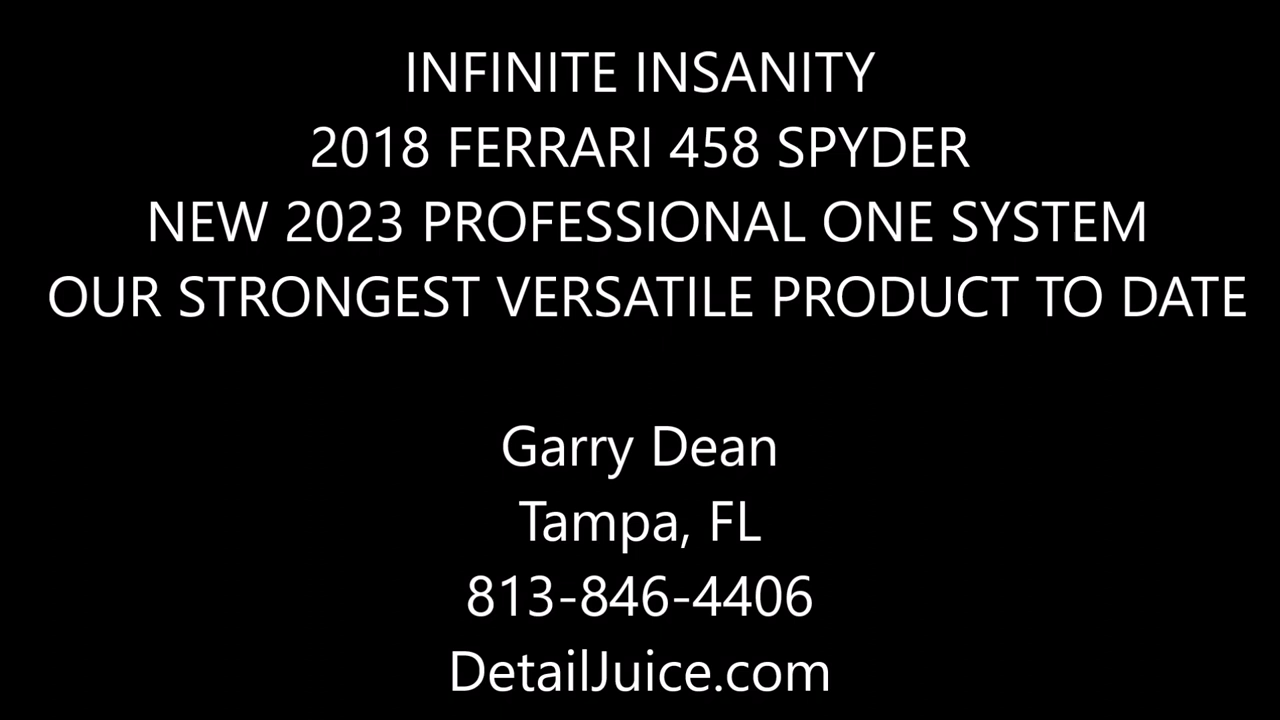 INFINITE INSANITY
2018 FERRARI 458 SPYDER
NEW 2023 PROFESSIONAL ONE SYSTEM
OUR STRONGEST VERSATILE PRODUCT TO DATE
Garry Dean
Tampa, FL
813-846-4406
DetailJuice.com